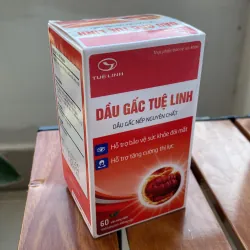 TUỆ LINH
DẦU GẤC TUỆ LINH
DẦU GẤC NẾP NGUYÊN CHẤT
Hỗ trợ bảo vệ sức khỏe đôi mắt
Hỗ trợ tăng cường thị lực
60